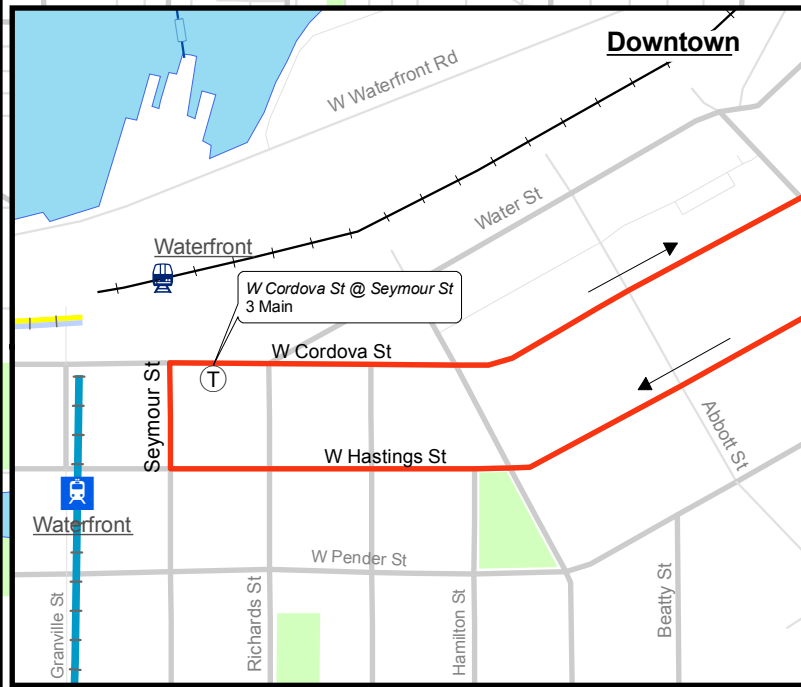 Downtown
W Waterfront Rd
Water St
Waterfront
W Cordova St @ Seymour St
3 Main
W Cordova St
T
Seymour St
Abbott St
W Hastings St
Waterfront
W Pender St
Granville St
Richards St
Hamilton St
Beatty St